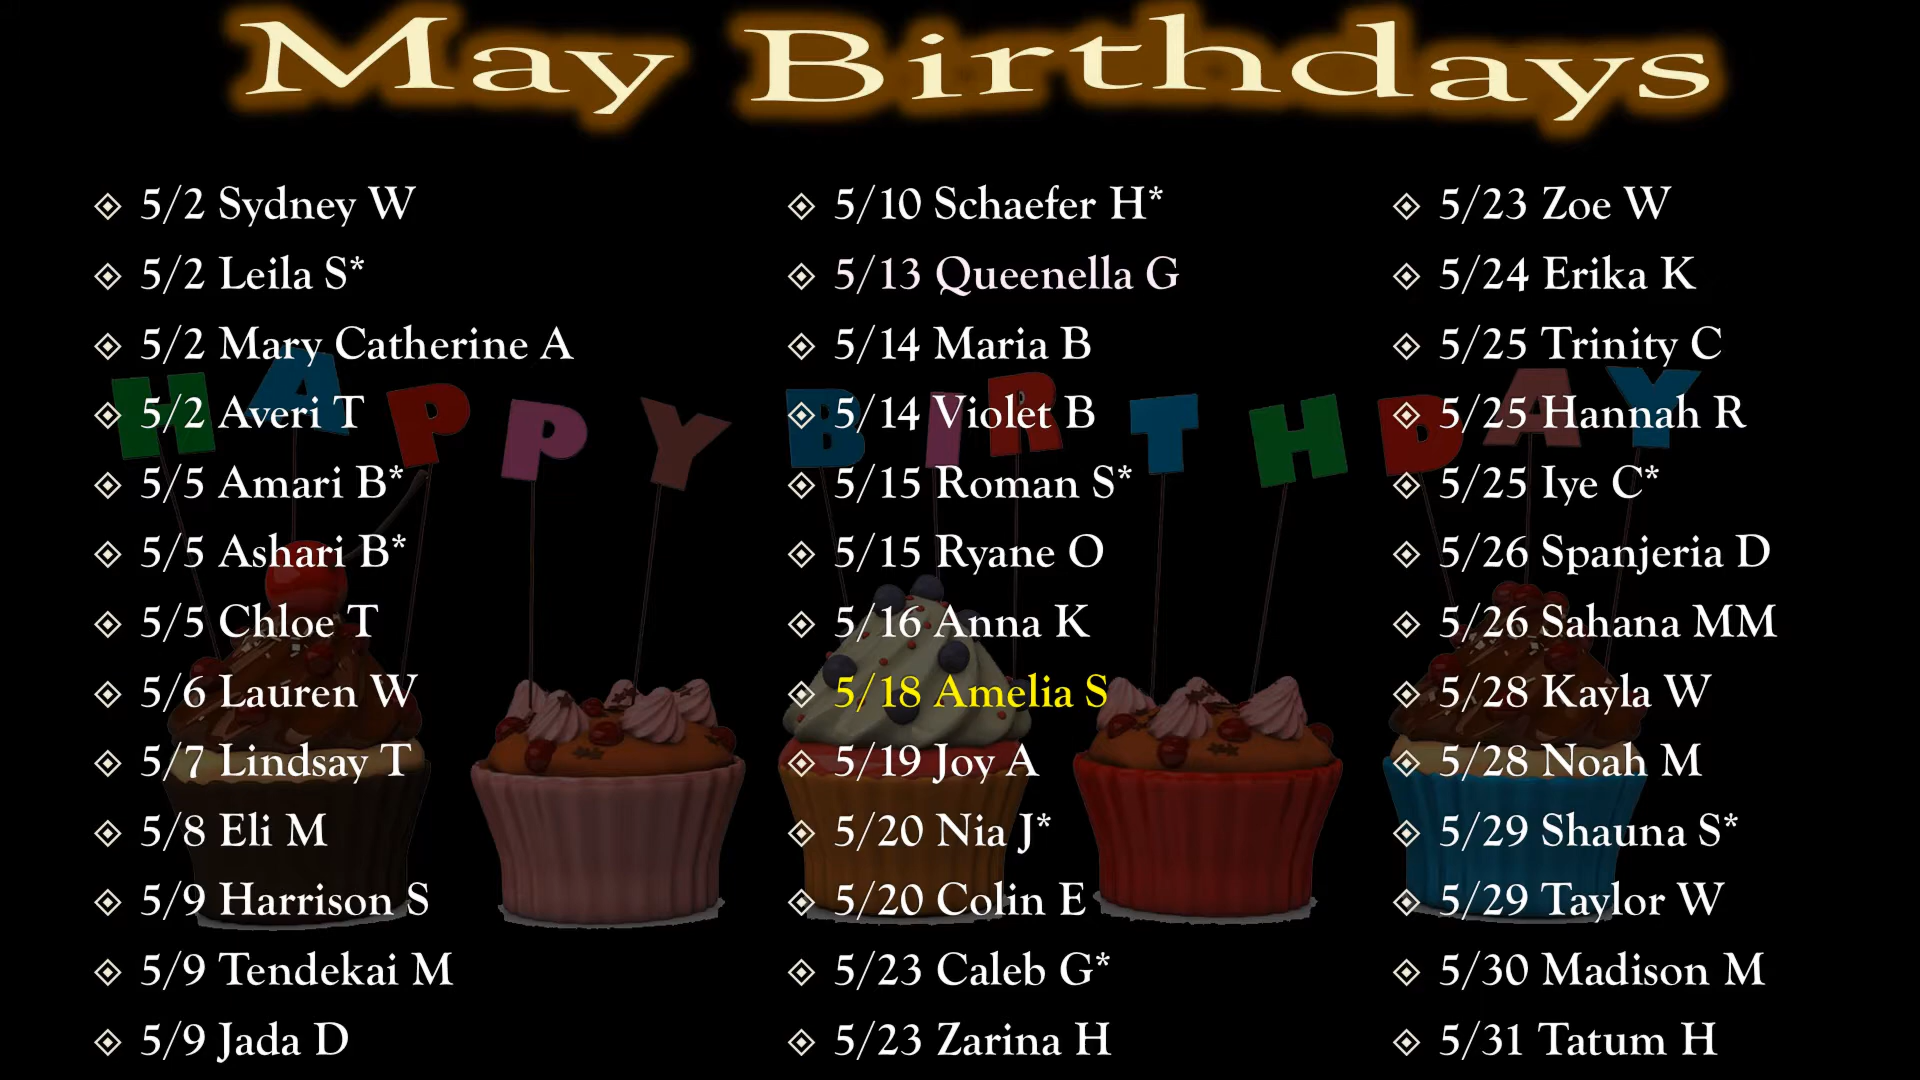 May Birthdays
5/2 Sydney W
5/2 Leila S*
5/2 Mary Catherine A
5/2 Averi T
5/5 Amari B*
5/5 Ashari B*
5/5 Chloe T
5/6 Lauren W
5/7 Lindsay T
5/8 Eli M
5/9 Harrison S
5/9 Tendekai M
5/9 Jada D
5/10 Schaefer H*
5/13 Queenella G
5/14 Maria B
5/14 Violet B
5/15 Roman S*
5/15 Ryane O
5/16 Anna K
5/18 Amelia S
5/19 Joy A
5/20 Nia J*
5/20 Colin E
5/23 Caleb G*
5/23 Zarina H
5/23 Zoe W
5/24 Erika K
5/25 Trinity C
5/25 Hannah R
5/25 Iye C*
5/26 Spanjeria D
5/26 Sahana MM
5/28 Kayla W
5/28 Noah M
5/29 Shauna S*
5/29 Taylor W
5/30 Madison M
5/31 Tatum H
HAPPY BIRTHDAY